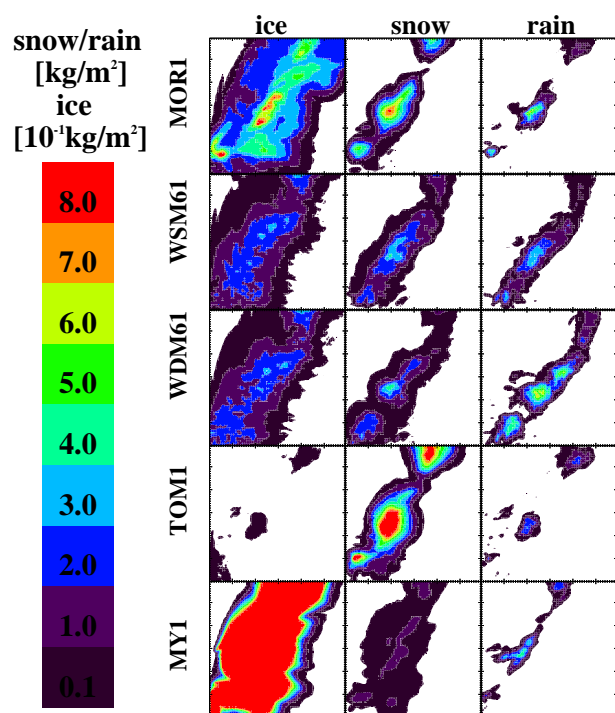 ice snow rain
snow/rain
[kg/m²]
ice
[10⁻¹kg/m²]
8.0
7.0
6.0
5.0
4.0
3.0
2.0
1.0
0.1
MOR1
WSM61
WDM61
TOM1
MY1